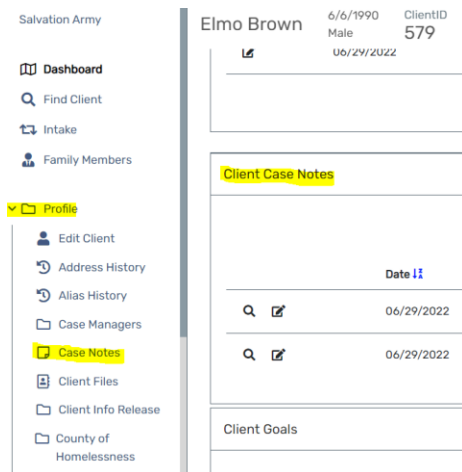 Salvation Army
Elmo Brown
6/6/1990
Male
ClientID
579
06/29/2022
Dashboard
Find Client
Intake
Family Members
Profile
Edit Client
Address History
Alias History
Case Managers
Case Notes
Client Files
Client Info Release
County of
Homelessness
Client Case Notes
Date
06/29/2022
06/29/2022
Client Goals